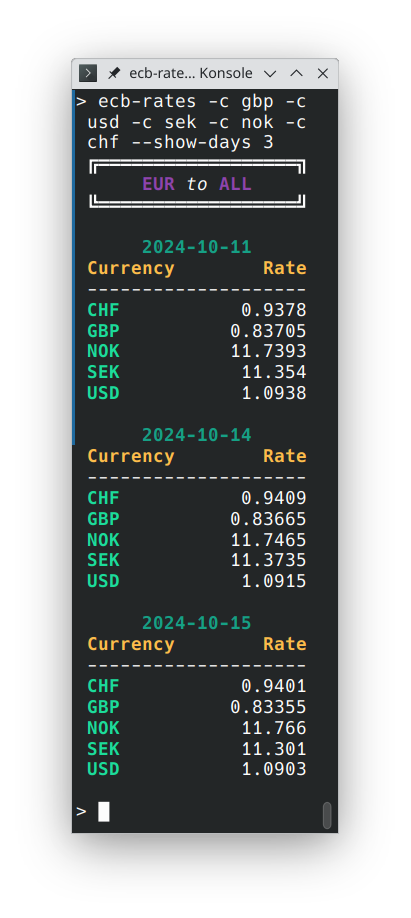 ecb-rate... Konsole
> ecb-rates -c gbp -c
usd -c sek -c nok -c
chf --show-days 3
EUR to ALL
2024-10-11
Currency Rate
--------------------
CHF 0.9378
GBP 0.83705
NOK 11.7393
SEK 11.354
USD 1.0938
2024-10-14
Currency Rate
--------------------
CHF 0.9409
GBP 0.83665
NOK 11.7465
SEK 11.3735
USD 1.0915
2024-10-15
Currency Rate
--------------------
CHF 0.9401
GBP 0.83355
NOK 11.766
SEK 11.301
USD 1.0903
>